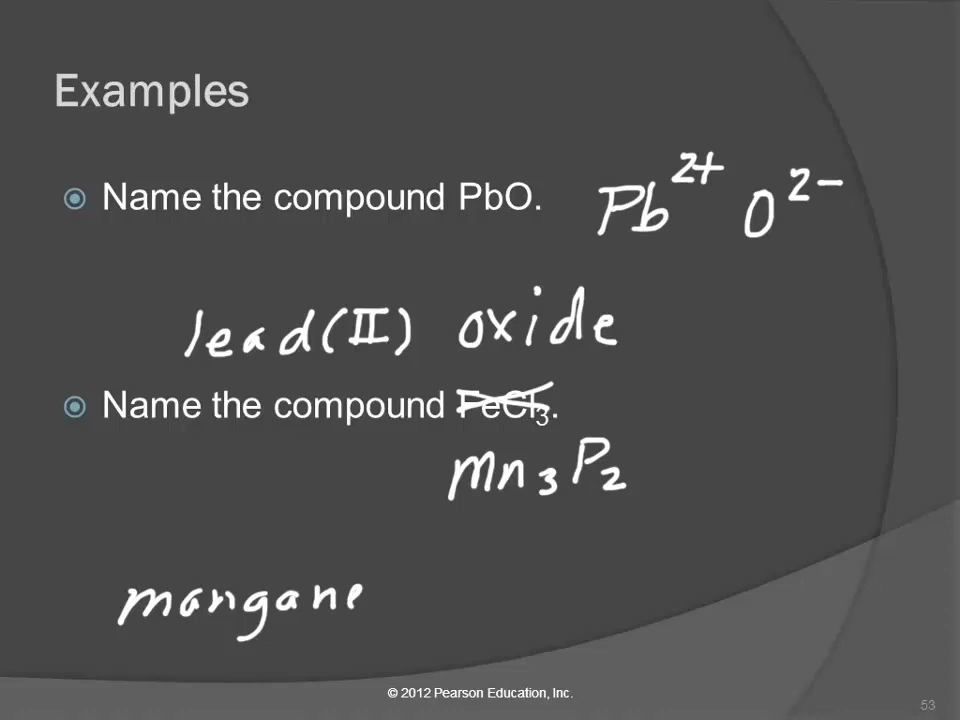 Examples
Name the compound PbO. Pb²⁺ O²⁻
lead(II) oxide
Name the compound FeCl₃.
Mn₃P₂
mangane
© 2012 Pearson Education, Inc.
53